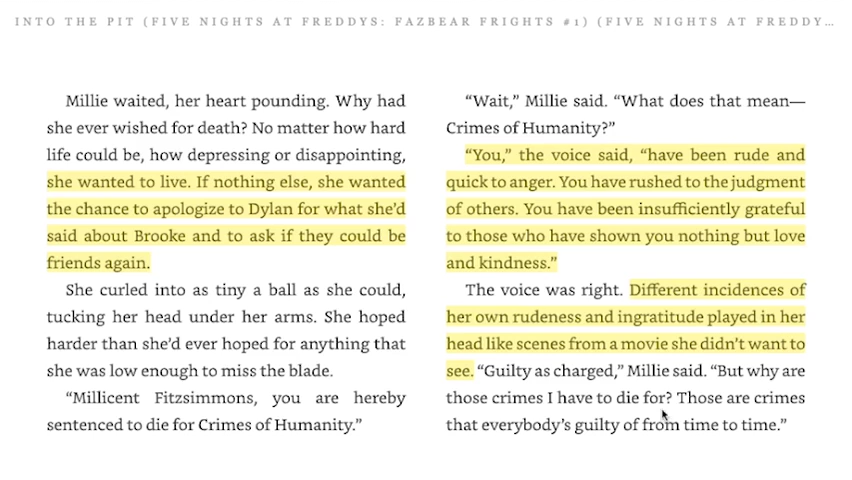 INTO THE PIT (FIVE NIGHTS AT FREDDYS: FAZBEAR FRIGHTS #1) (FIVE NIGHTS AT FREDDY…
Millie waited, her heart pounding. Why had
she ever wished for death? No matter how hard
life could be, how depressing or disappointing,
she wanted to live. If nothing else, she wanted
the chance to apologize to Dylan for what she’d
said about Brooke and to ask if they could be
friends again.
She curled into as tiny a ball as she could,
tucking her head under her arms. She hoped
harder than she’d ever hoped for anything that
she was low enough to miss the blade.
“Millicent Fitzsimmons, you are hereby
sentenced to die for Crimes of Humanity.”
“Wait,” Millie said. “What does that mean—
Crimes of Humanity?”
“You,” the voice said, “have been rude and
quick to anger. You have rushed to the judgment
of others. You have been insufficiently grateful
to those who have shown you nothing but love
and kindness.”
The voice was right. Different incidences of
her own rudeness and ingratitude played in her
head like scenes from a movie she didn’t want to
see. “Guilty as charged,” Millie said. “But why are
those crimes I have to die for? Those are crimes
that everybody’s guilty of from time to time.”